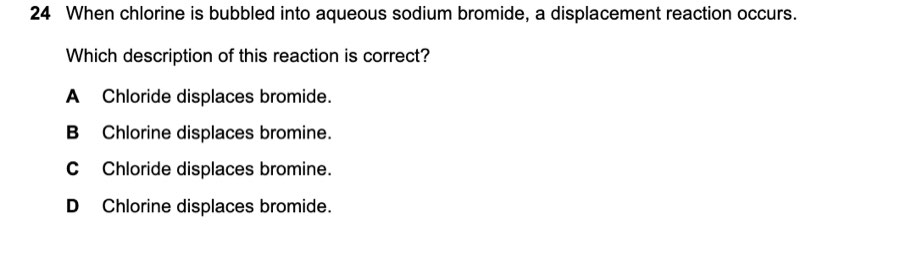 24 When chlorine is bubbled into aqueous sodium bromide, a displacement reaction occurs.
Which description of this reaction is correct?
A Chloride displaces bromide.
B Chlorine displaces bromine.
C Chloride displaces bromine.
D Chlorine displaces bromide.